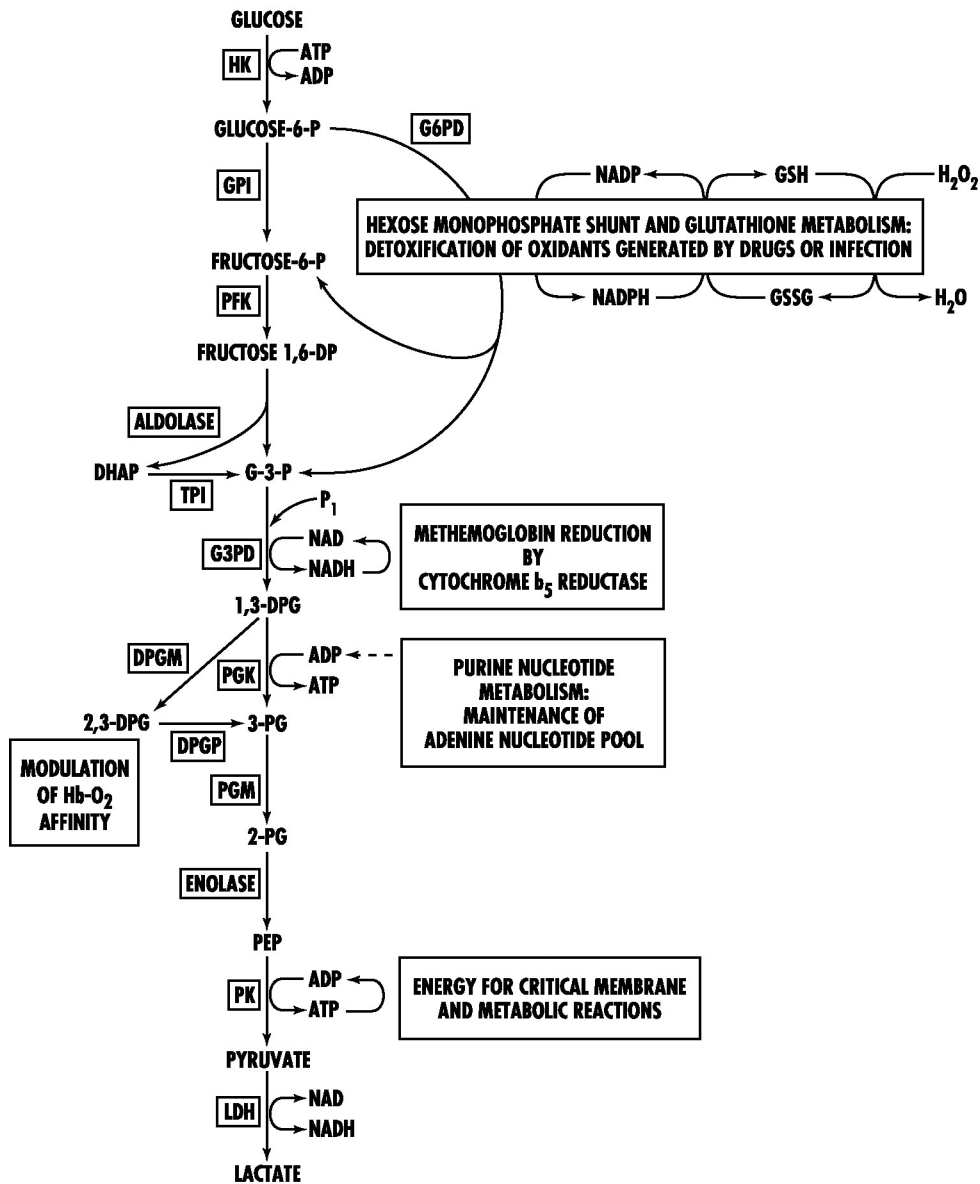 GLUCOSE
HK
ATP
ADP
GLUCOSE-6-P
G6PD
GPI
NADP
GSH
H₂O₂
HEXOSE MONOPHOSPHATE SHUNT AND GLUTATHIONE METABOLISM:
DETOXIFICATION OF OXIDANTS GENERATED BY DRUGS OR INFECTION
FRUCTOSE-6-P
NADPH
GSSG
H₂O
PFK
FRUCTOSE 1,6-DP
ALDOLASE
DHAP
G-3-P
TPI
P₁
G3PD
NAD
NADH
METHEMOGLOBIN REDUCTION
BY
CYTOCHROME b₅ REDUCTASE
1,3-DPG
DPGM
PGK
ADP
ATP
PURINE NUCLEOTIDE
METABOLISM:
MAINTENANCE OF
ADENINE NUCLEOTIDE POOL
2,3-DPG
3-PG
DPGP
MODULATION
OF Hb-O₂
AFFINITY
PGM
2-PG
ENOLASE
PEP
PK
ADP
ATP
ENERGY FOR CRITICAL MEMBRANE
AND METABOLIC REACTIONS
PYRUVATE
LDH
NAD
NADH
LACTATE